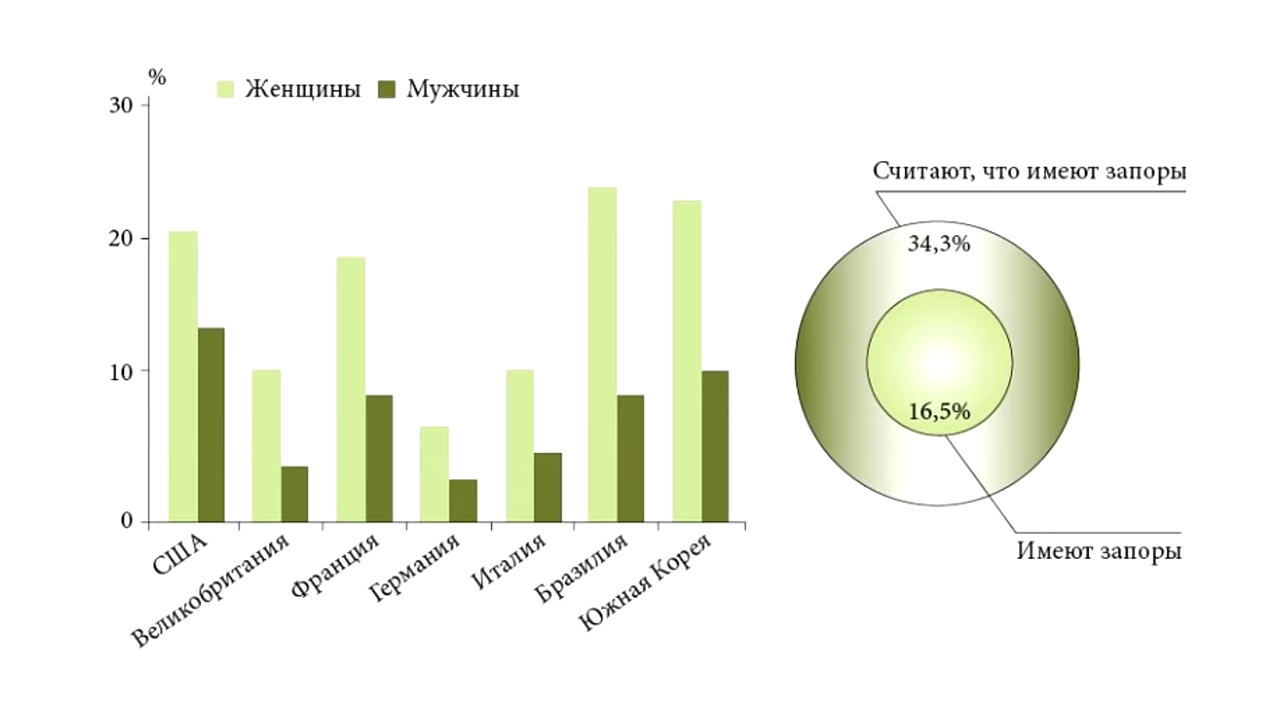 %
Женщины Мужчины
30
20
10
0
США
Великобритания
Франция
Германия
Италия
Бразилия
Южная Корея
Считают, что имеют запоры
34,3%
16,5%
Имеют запоры